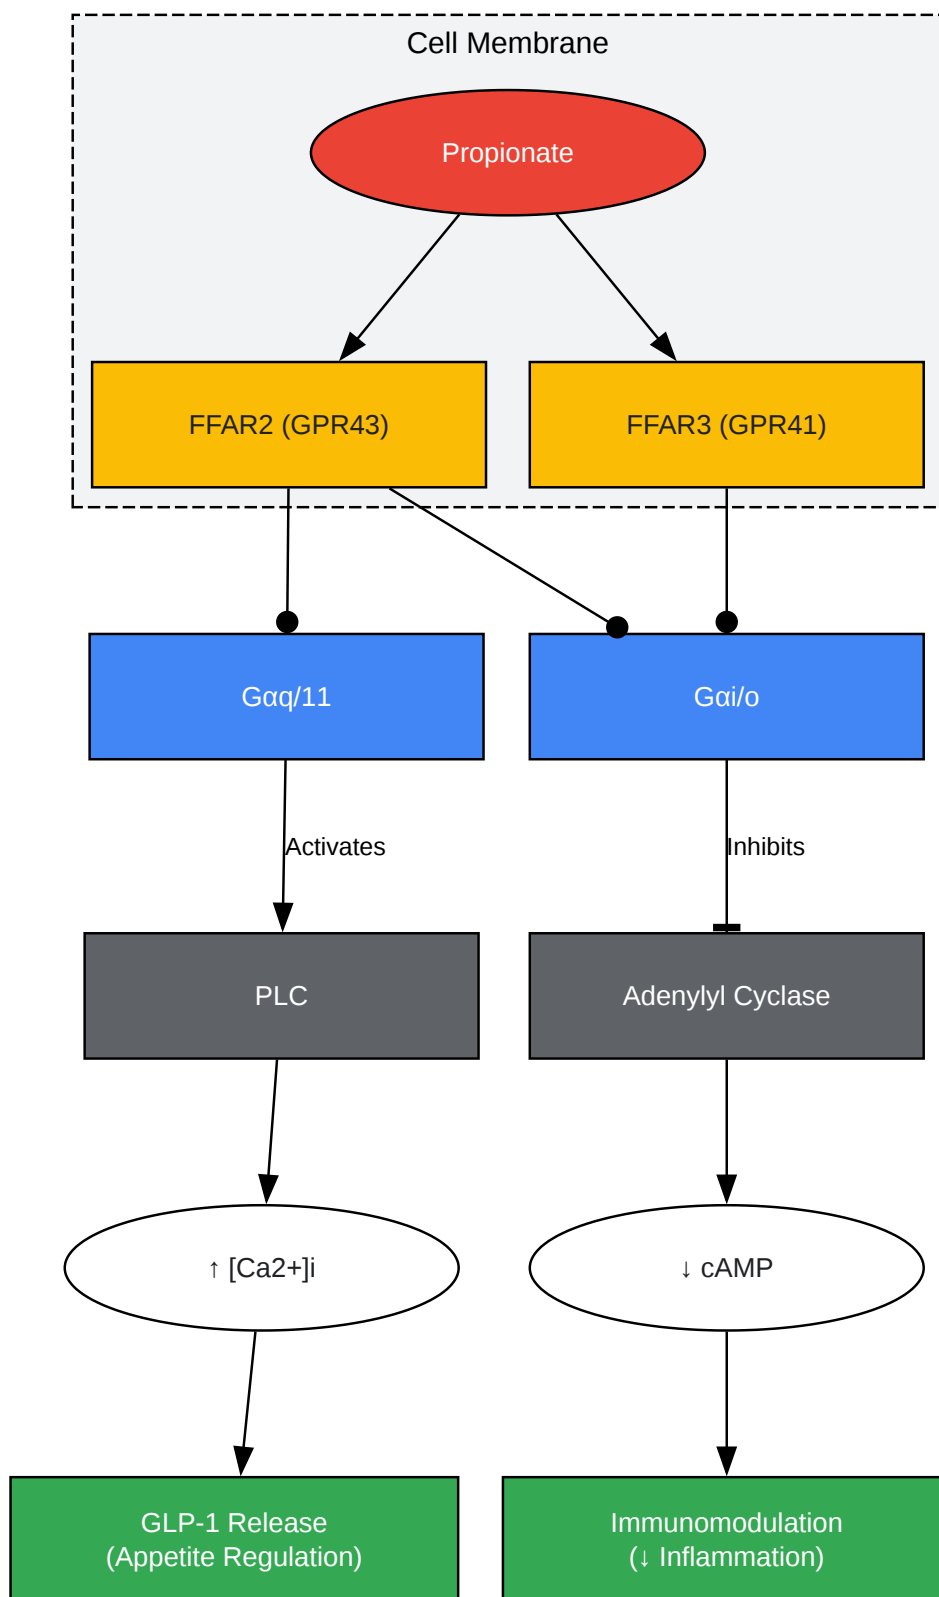 Cell Membrane
Propionate
FFAR2 (GPR43)
FFAR3 (GPR41)
Gαq/11
Gαi/o
Activates
Inhibits
PLC
Adenylyl Cyclase
↑ [Ca2+]i
↓ cAMP
GLP-1 Release
(Appetite Regulation)
Immunomodulation
(↓ Inflammation)